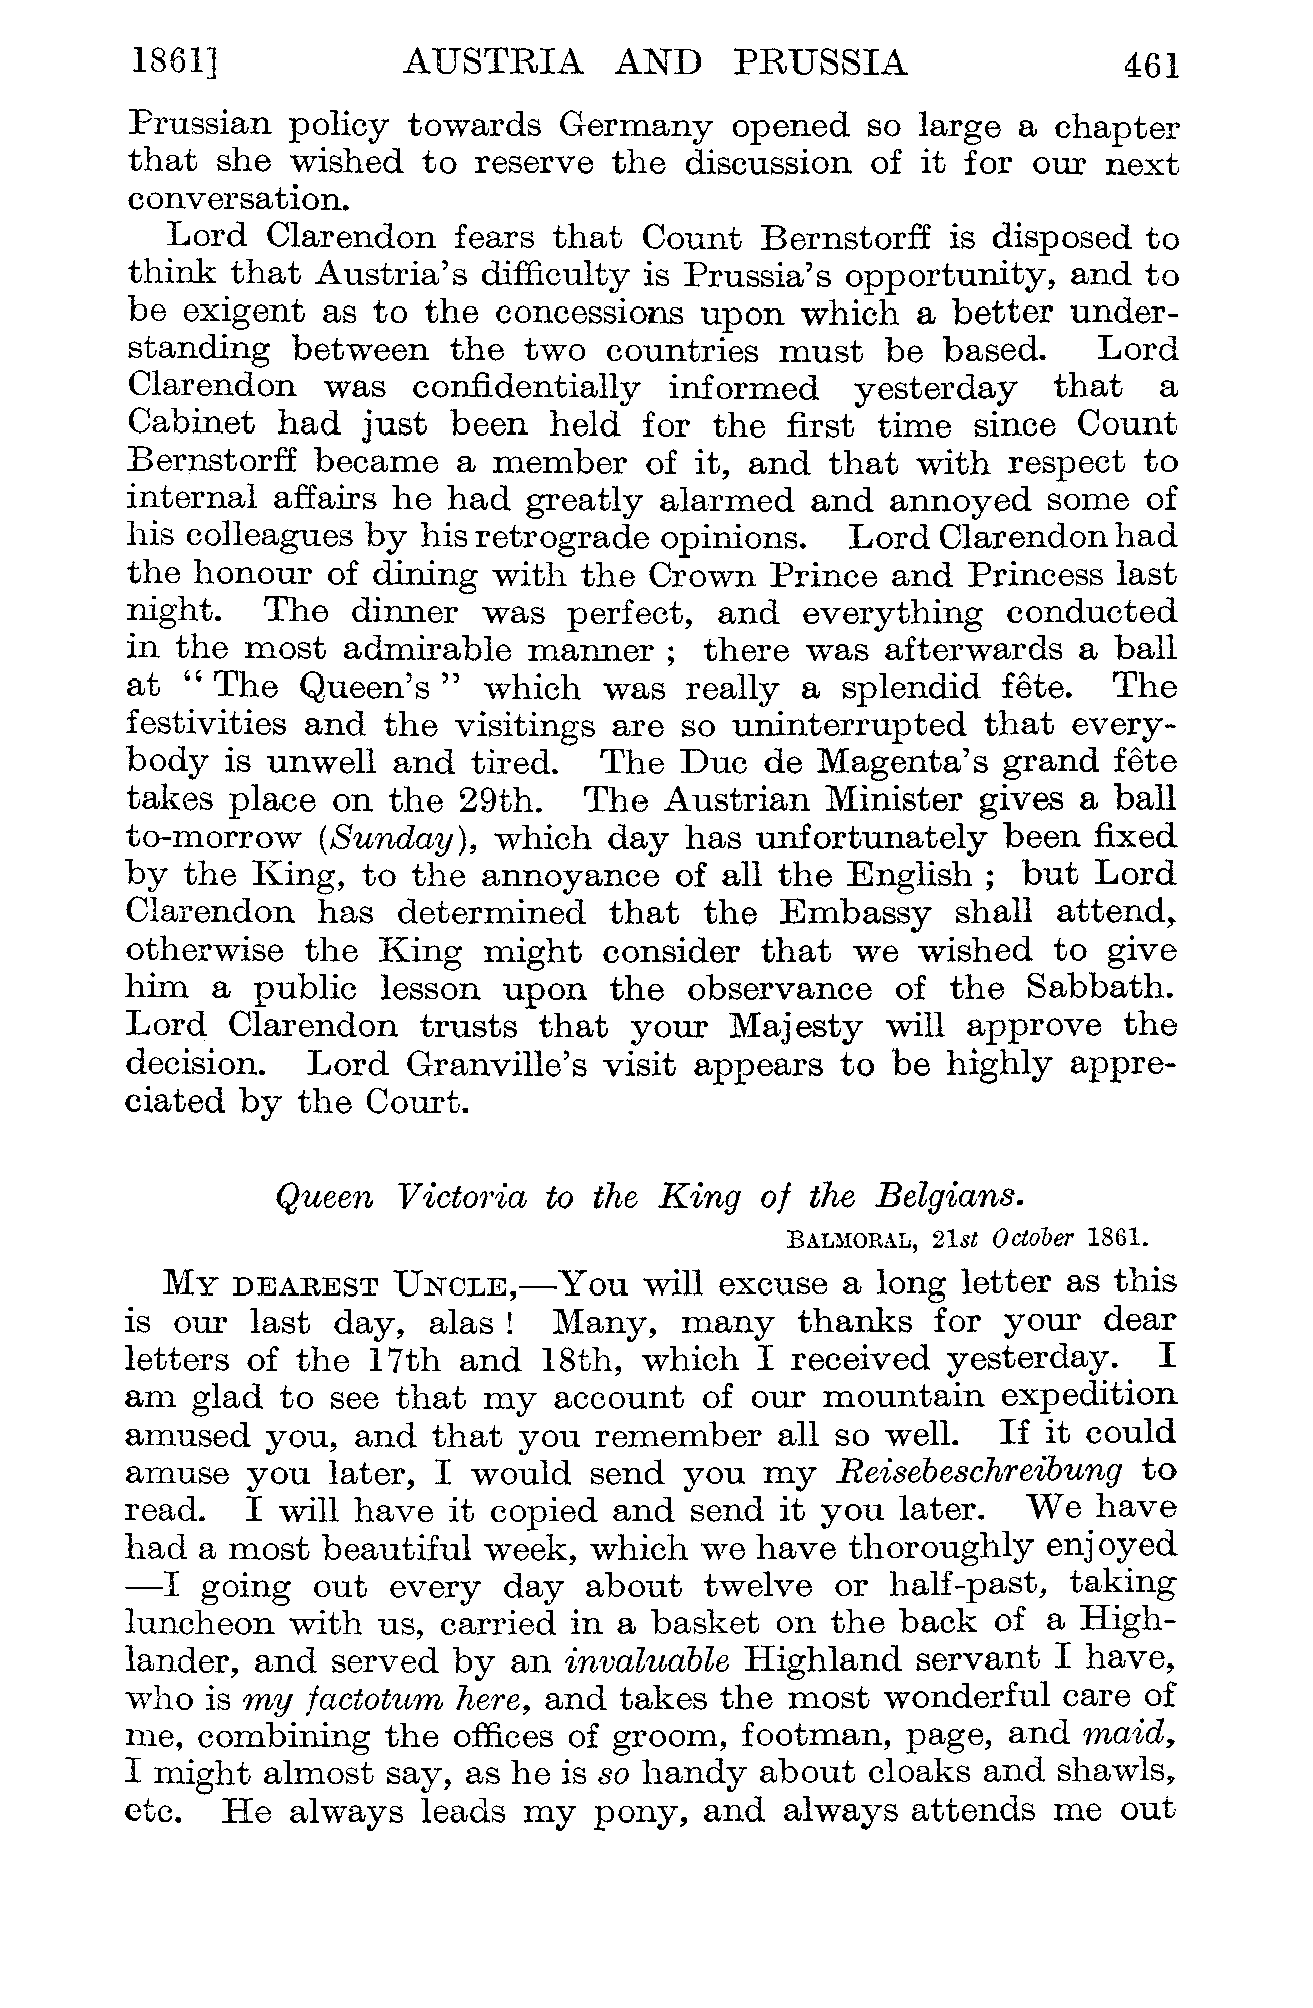 1861] AUSTRIA AND PRUSSIA 461
Prussian policy towards Germany opened so large a chapter
that she wished to reserve the discussion of it for our next
conversation.
Lord Clarendon fears that Count Bernstorff is disposed to
think that Austria's difficulty is Prussia's opportunity, and to
be exigent as to the concessions upon which a better under-
standing between the two countries must be based. Lord
Clarendon was confidentially informed yesterday that a
Cabinet had just been held for the first time since Count
Bernstorff became a member of it, and that with respect to
internal affairs he had greatly alarmed and annoyed some of
his colleagues by his retrograde opinions. Lord Clarendon had
the honour of dining with the Crown Prince and Princess last
night. The dinner was perfect, and everything conducted
in the most admirable manner ; there was afterwards a ball
at " The Queen's " which was really a splendid fête. The
festivities and the visitings are so uninterrupted that every-
body is unwell and tired. The Duc de Magenta's grand fête
takes place on the 29th. The Austrian Minister gives a ball
to-morrow (Sunday), which day has unfortunately been fixed
by the King, to the annoyance of all the English ; but Lord
Clarendon has determined that the Embassy shall attend,
otherwise the King might consider that we wished to give
him a public lesson upon the observance of the Sabbath.
Lord Clarendon trusts that your Majesty will approve the
decision. Lord Granville's visit appears to be highly appre-
ciated by the Court.
Queen Victoria to the King of the Belgians.
BALMORAL, 21st October 1861.
MY DEAREST UNCLE,—You will excuse a long letter as this
is our last day, alas ! Many, many thanks for your dear
letters of the 17th and 18th, which I received yesterday. I
am glad to see that my account of our mountain expedition
amused you, and that you remember all so well. If it could
amuse you later, I would send you my Reisebeschreibung to
read. I will have it copied and send it you later. We have
had a most beautiful week, which we have thoroughly enjoyed
—I going out every day about twelve or half-past, taking
luncheon with us, carried in a basket on the back of a High-
lander, and served by an invaluable Highland servant I have,
who is my factotum here, and takes the most wonderful care of
me, combining the offices of groom, footman, page, and maid,
I might almost say, as he is so handy about cloaks and shawls,
etc. He always leads my pony, and always attends me out